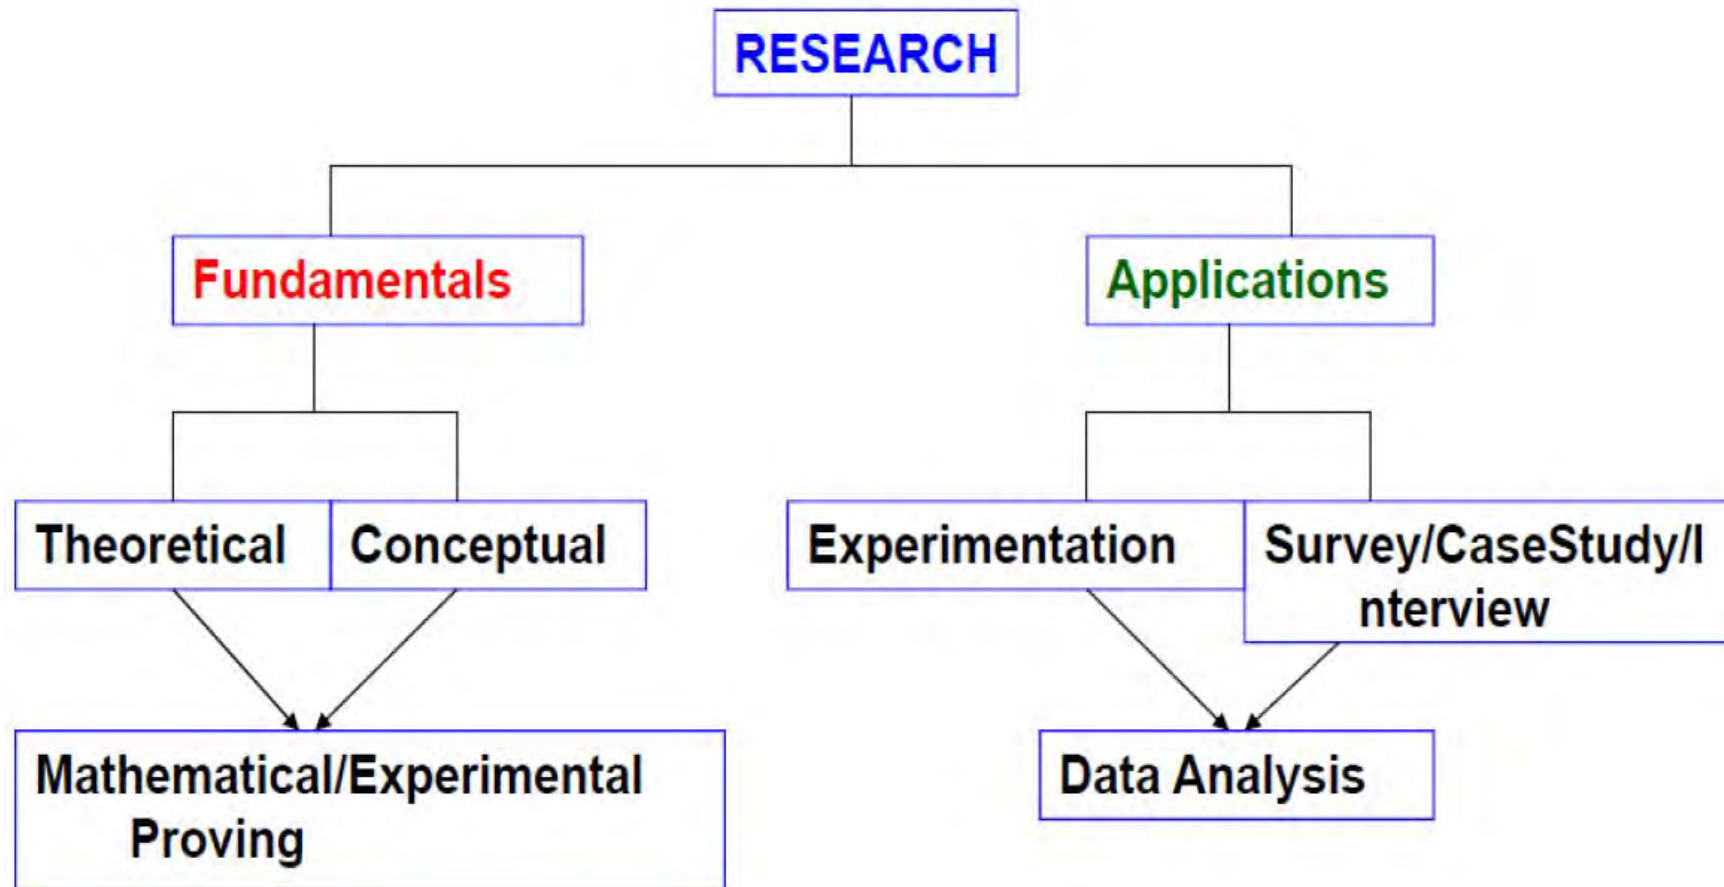 RESEARCH
Fundamentals
Applications
Theoretical
Conceptual
Experimentation
Survey/CaseStudy/I
nterview
Mathematical/Experimental
Proving
Data Analysis